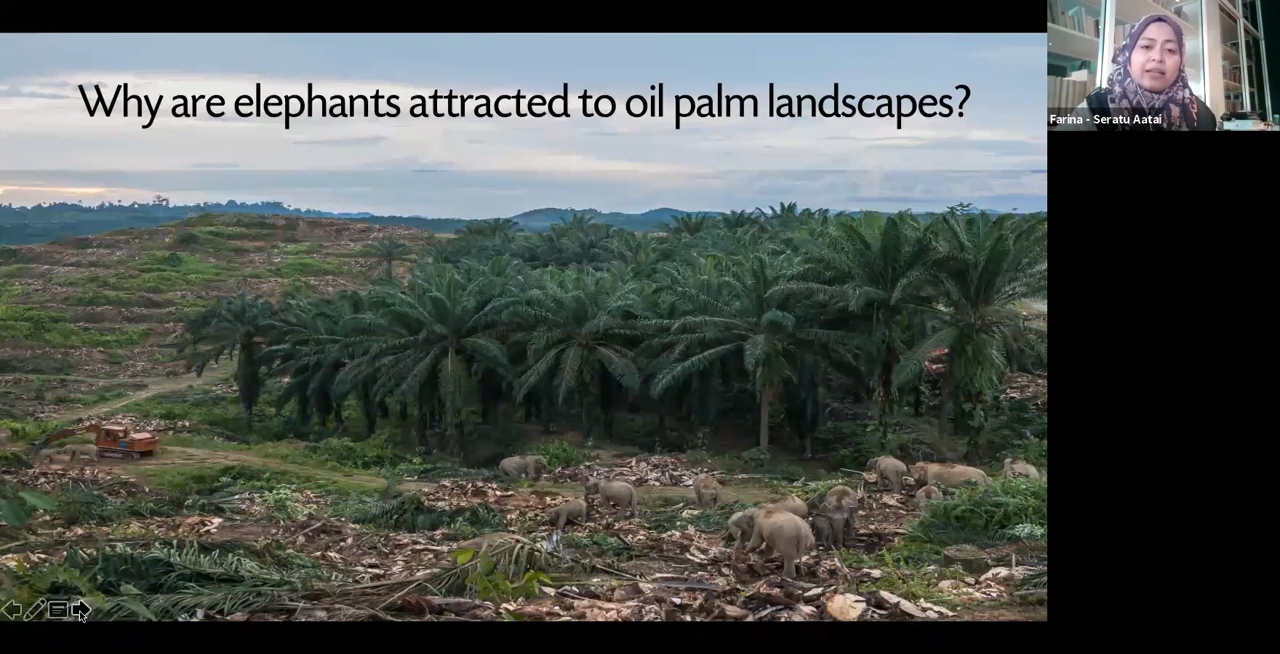 Why are elephants attracted to oil palm landscapes?
Farina - Seratu Aatai